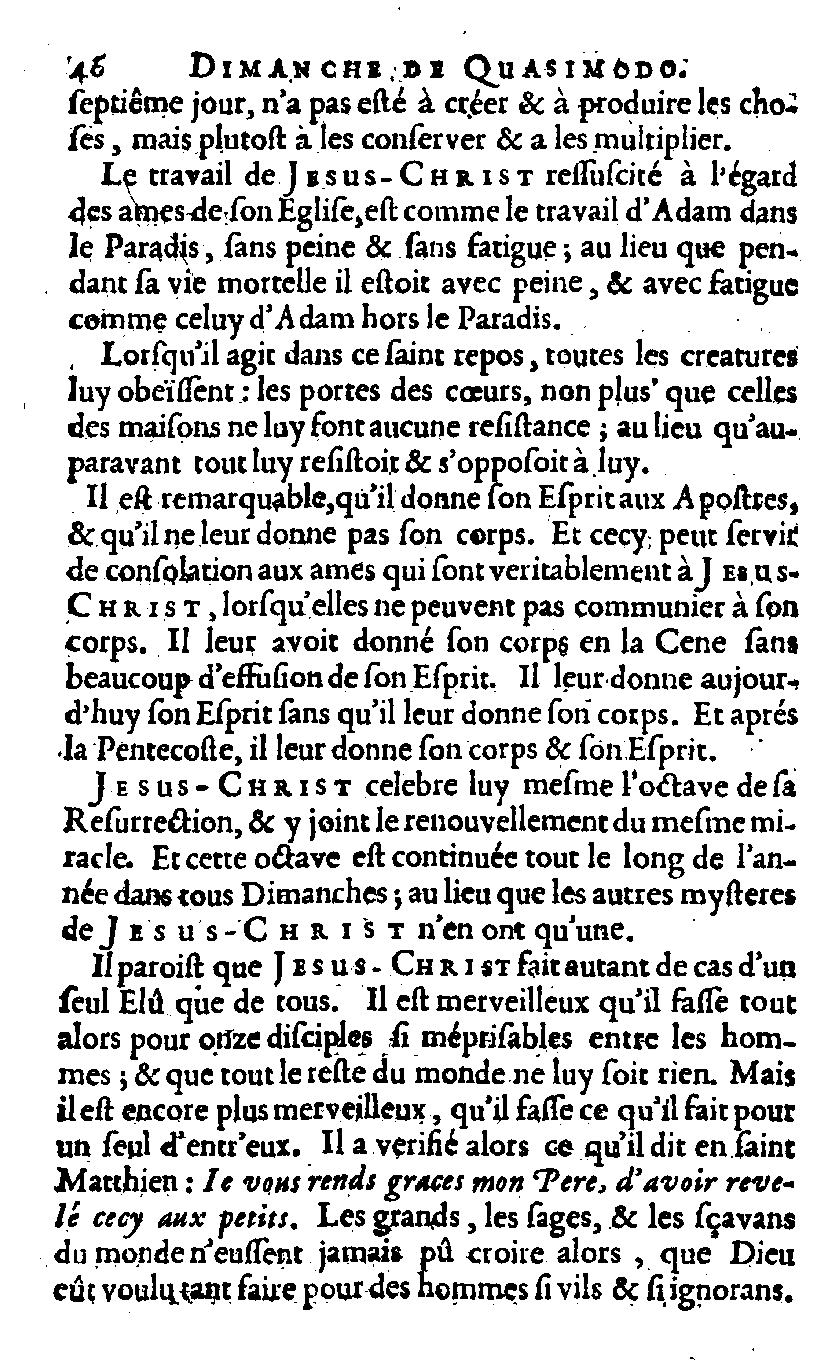 46 DIMANCHE DE QUASIMODO.
ſeptiême jour, n'a pas eſté à créer & à produire les cho-
ſes, mais plutoſt à les conſerver & a les multiplier.
Le travail de JESUS-CHRIST reſſuſcité à l'égard
des ames de ſon Egliſe, eſt comme le travail d'Adam dans
le Paradis, ſans peine & ſans fatigue; au lieu que pen-
dant ſa vie mortelle il eſtoit avec peine, & avec fatigue
comme celuy d'Adam hors le Paradis.
Lorſqu'il agit dans ce ſaint repos, toutes les creatures
luy obeïſſent: les portes des cœurs, non plus que celles
des maiſons ne luy font aucune reſiſtance; au lieu qu'au-
paravant tout luy reſiſtoit & s'oppoſoit à luy.
Il eſt remarquable, qu'il donne ſon Eſprit aux Apoſtres,
& qu'il ne leur donne pas ſon corps. Et cecy peut ſervir
de conſolation aux ames qui ſont veritablement à JESUS-
CHRIST, lorſqu'elles ne peuvent pas communier à ſon
corps. Il leur avoit donné ſon corps en la Cene ſans
beaucoup d'effuſion de ſon Eſprit. Il leur donne aujour-
d'huy ſon Eſprit ſans qu'il leur donne ſon corps. Et aprés
la Pentecoſte, il leur donne ſon corps & ſon Eſprit.
JESUS-CHRIST celebre luy meſme l'octave de ſa
Reſurrection, & y joint le renouvellement du meſme mi-
racle. Et cette octave eſt continuée tout le long de l'an-
née dans tous Dimanches; au lieu que les autres myſteres
de JESUS-CHRIST n'en ont qu'une.
Il paroiſt que JESUS-CHRIST fait autant de cas d'un
ſeul Elû que de tous. Il eſt merveilleux qu'il faſſe tout
alors pour onze diſciples ſi mépriſables entre les hom-
mes; & que tout le reſte du monde ne luy ſoit rien. Mais
il eſt encore plus merveilleux, qu'il faſſe ce qu'il fait pour
un ſeul d'entr'eux. Il a verifié alors ce qu'il dit en ſaint
Matthien: Ie vous rends graces mon Pere, d'avoir reve-
lé cecy aux petits. Les grands, les ſages, & les ſçavans
du monde n'euſſent jamais pû croire alors, que Dieu
eût voulu tant faire pour des hommes ſi vils & ſi ignorans.